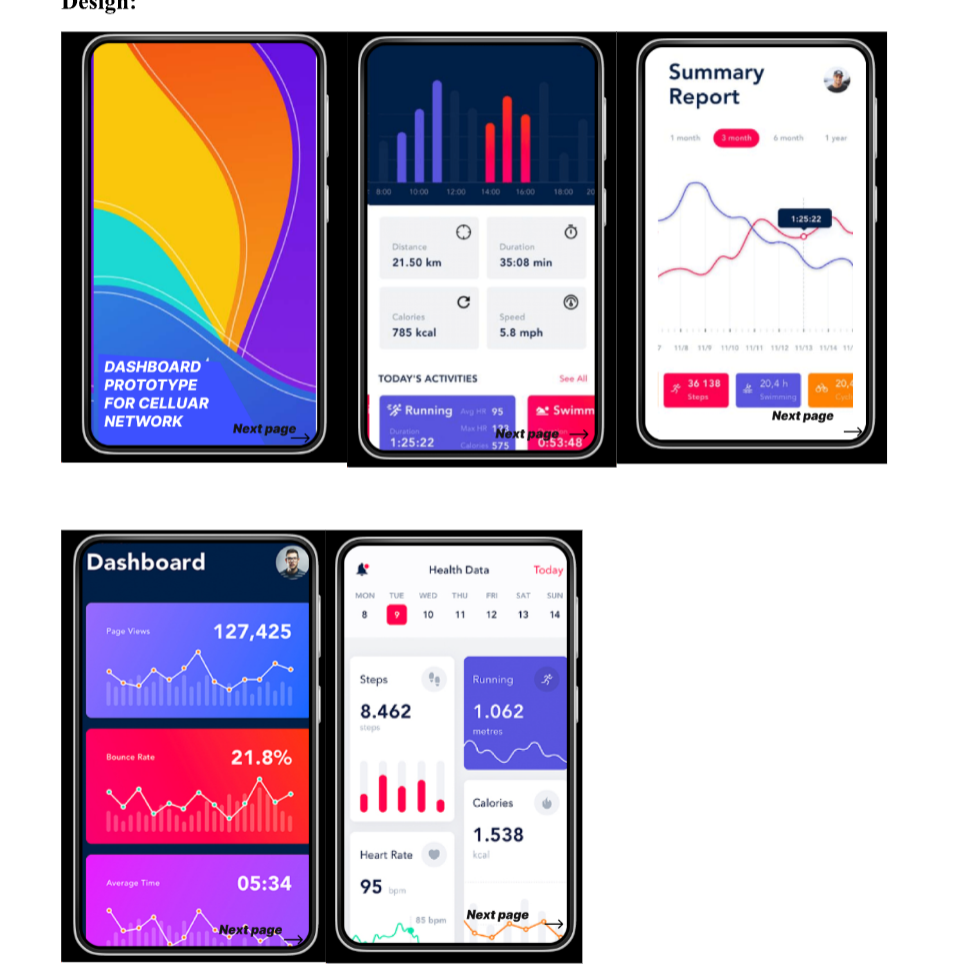 Design:
DASHBOARD
PROTOTYPE
FOR CELLUAR
NETWORK
Next page
8:00 10:00 12:00 14:00 16:00 18:00 20
Distance
21.50 km
Duration
35:08 min
Calories
785 kcal
Speed
5.8 mph
TODAY'S ACTIVITIES See All
Running
Avg HR 95
Max HR
Duration
1:25:22
Calories 575
Swimm
0:53:48
Next page
Summary
Report
1 month 3 month 6 month 1 year
1:25:22
7 11/8 11/9 11/10 11/11 11/12 11/13 11/14 11/
36 138
Steps
20,4 h
Swimming
20,4
Cycli
Next page
Dashboard
Page Views 127,425
Bounce Rate 21.8%
Average Time 05:34
Next page
Health Data Today
MON TUE WED THU FRI SAT SUN
8 9 10 11 12 13 14
Steps
8.462
steps
Running
1.062
metres
Calories
1.538
kcal
Heart Rate
95 bpm
85 bpm
Next page